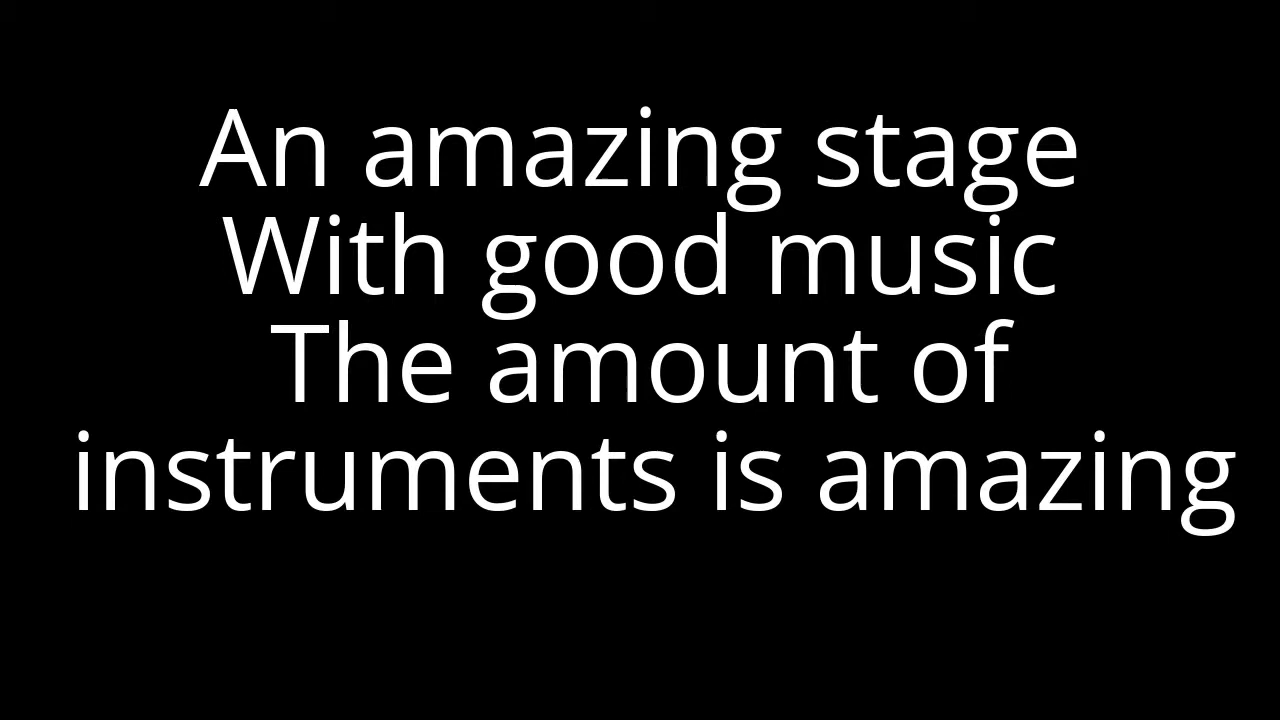 An amazing stage
With good music
The amount of
instruments is amazing